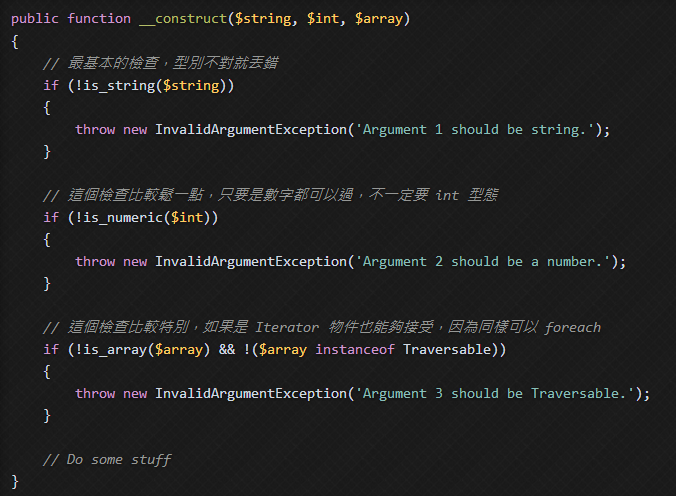 public function __construct($string, $int, $array)
{
    // 最基本的檢查，型別不對就丟錯
    if (!is_string($string))
    {
        throw new InvalidArgumentException('Argument 1 should be string.');
    }

    // 這個檢查比較鬆一點，只要是數字都可以過，不一定要 int 型態
    if (!is_numeric($int))
    {
        throw new InvalidArgumentException('Argument 2 should be a number.');
    }

    // 這個檢查比較特別，如果是 Iterator 物件也能夠接受，因為同樣可以 foreach
    if (!is_array($array) && !($array instanceof Traversable))
    {
        throw new InvalidArgumentException('Argument 3 should be Traversable.');
    }

    // Do some stuff
}